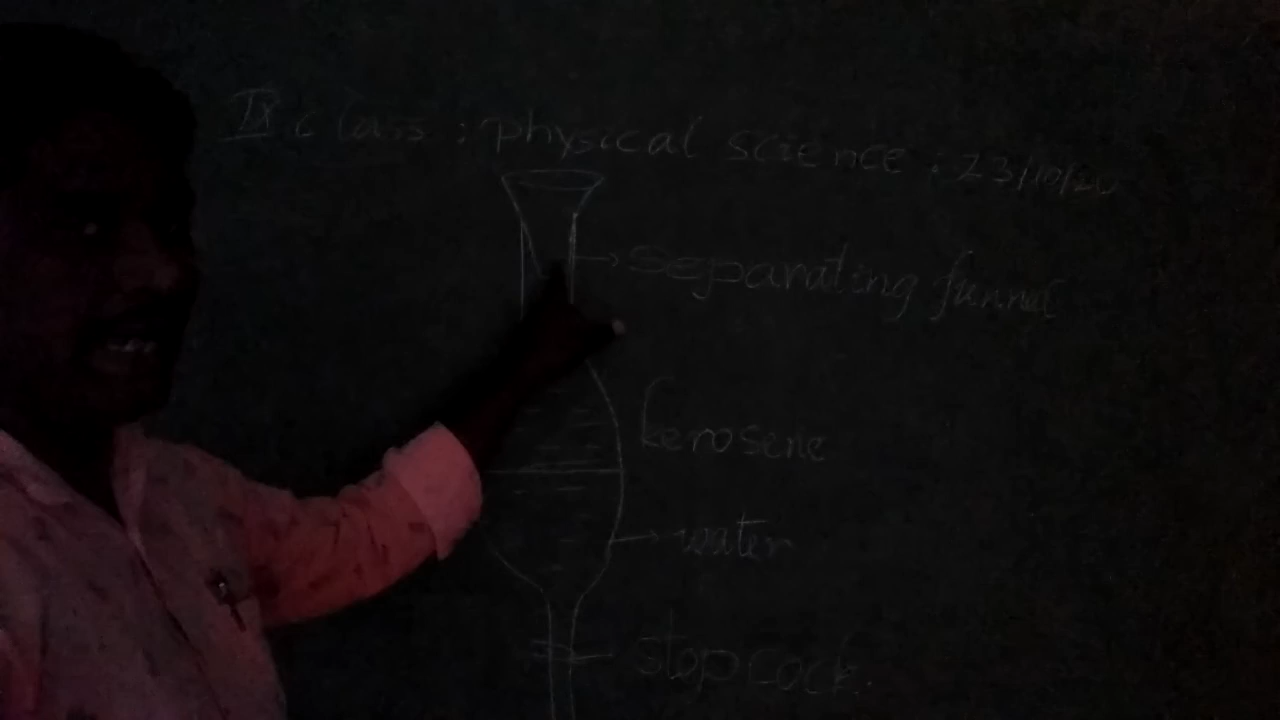 IX class : physical science : 23/10/20
Separating funnel
kerosene
water
stop cock.